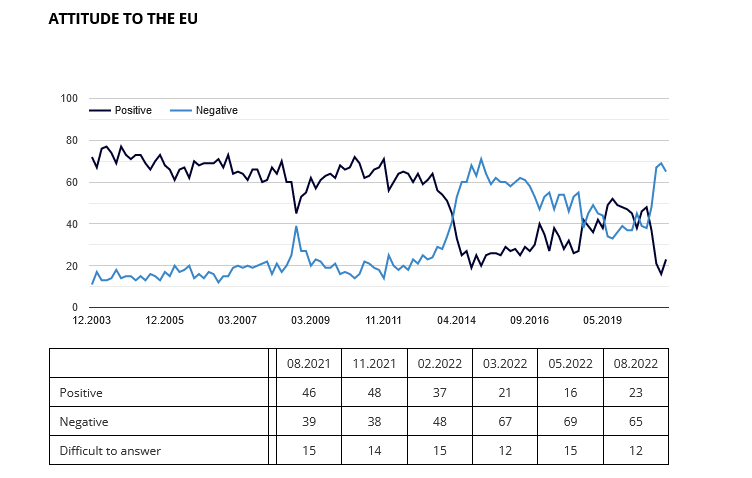 ATTITUDE TO THE EU
100
Positive Negative
80
60
40
20
0
12.2003 12.2005 03.2007 03.2009 11.2011 04.2014 09.2016 05.2019
08.2021 11.2021 02.2022 03.2022 05.2022 08.2022
Positive 46 48 37 21 16 23
Negative 39 38 48 67 69 65
Difficult to answer 15 14 15 12 15 12